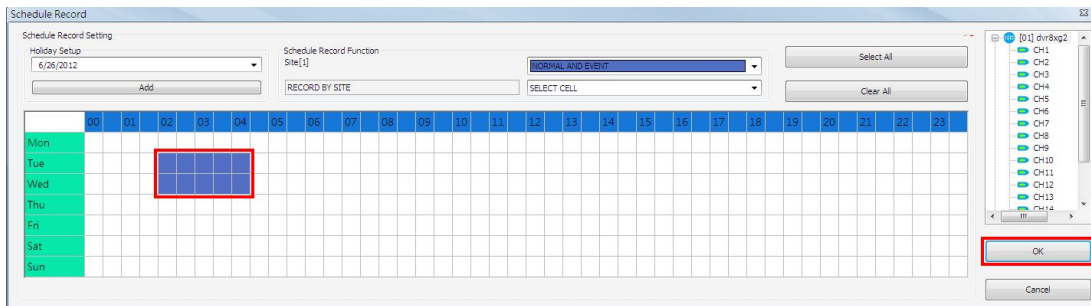 Schedule Record
Schedule Record Setting
Holiday Setup
6/26/2012
Add
Schedule Record Function
Site[1]
NORMAL AND EVENT
RECORD BY SITE
SELECT CELL
Select All
Clear All
00 01 02 03 04 05 06 07 08 09 10 11 12 13 14 15 16 17 18 19 20 21 22 23
Mon
Tue
Wed
Thu
Fri
Sat
Sun
[01] dvr8xg2
CH1
CH2
CH3
CH4
CH5
CH6
CH7
CH8
CH9
CH10
CH11
CH12
CH13
CH14
OK
Cancel